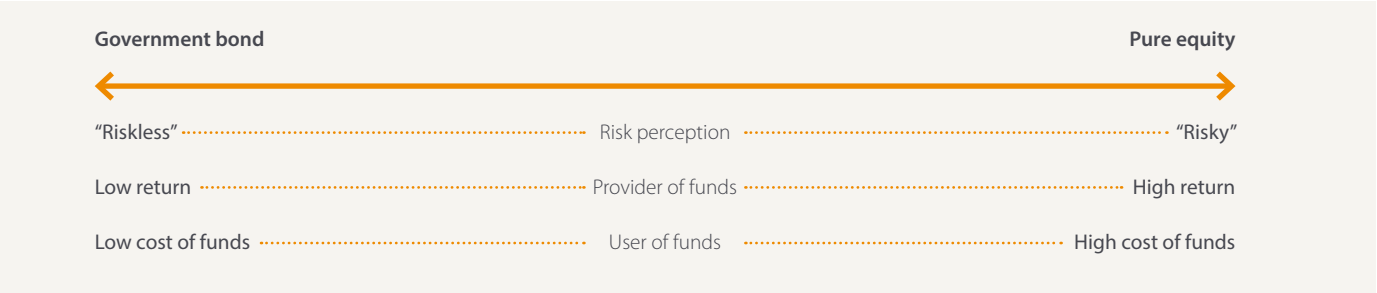 Government bond Pure equity
“Riskless” Risk perception “Risky”
Low return Provider of funds High return
Low cost of funds User of funds High cost of funds